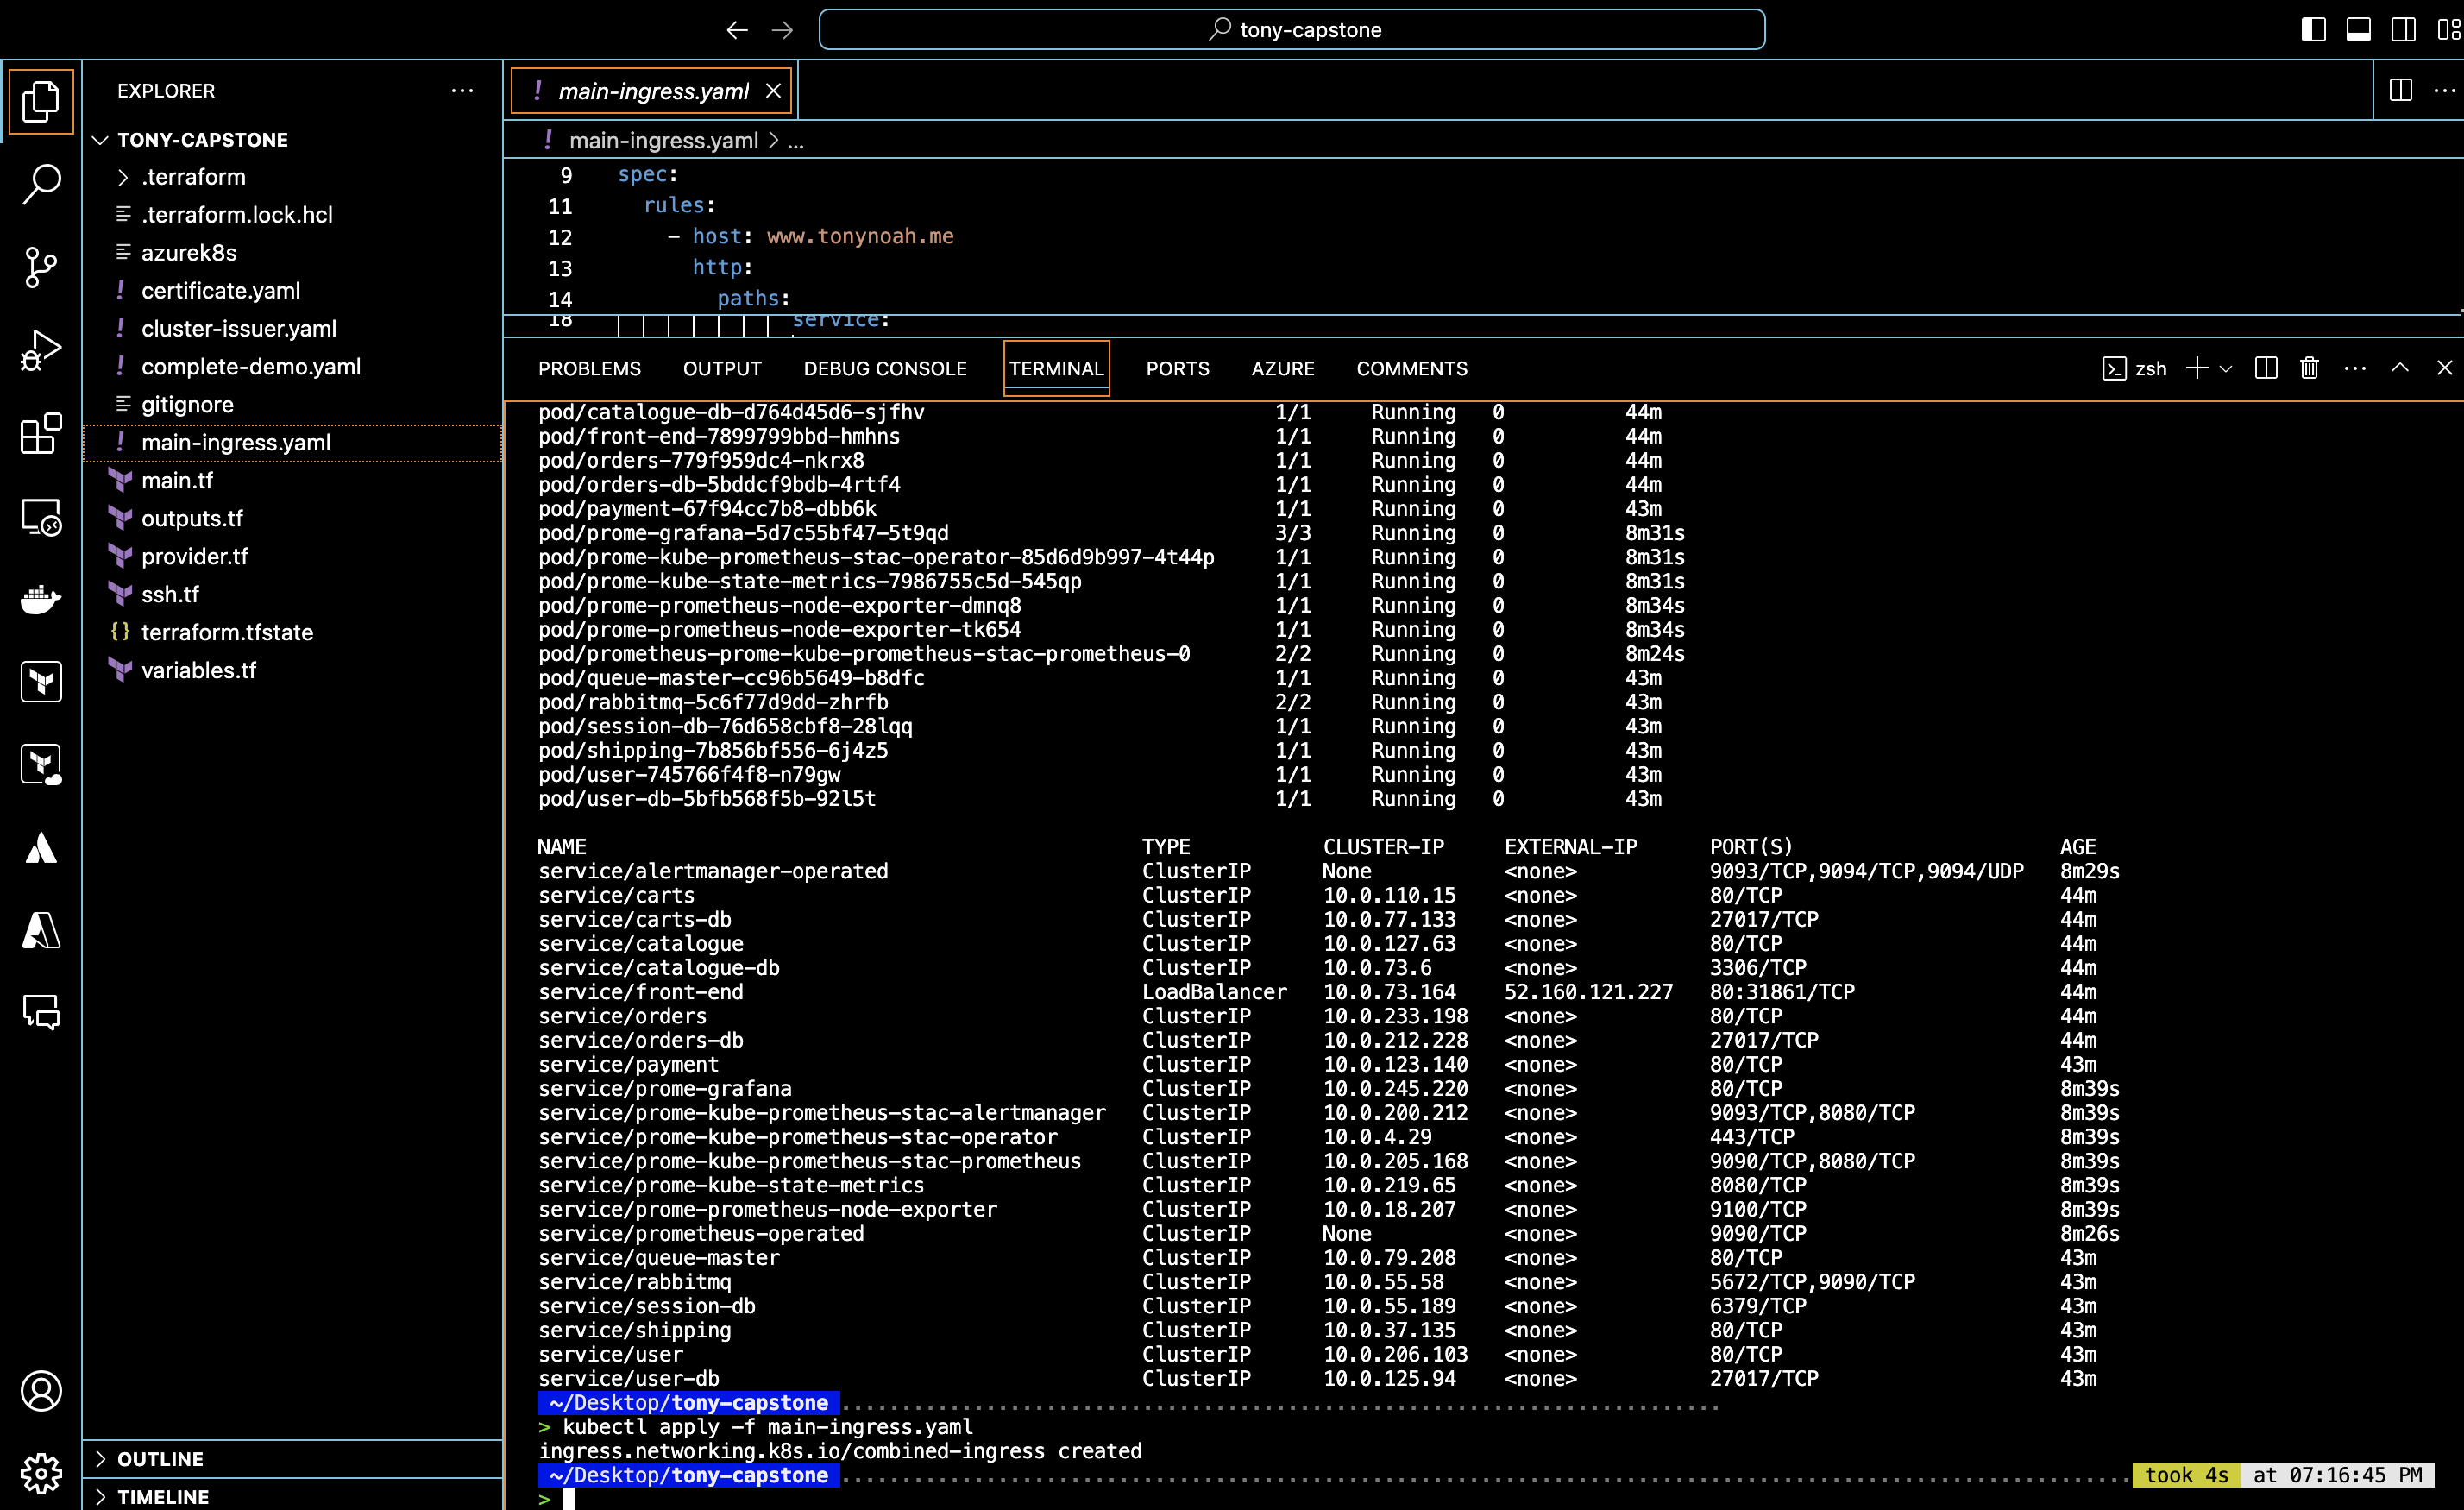 tony-capstone
EXPLORER
TONY-CAPSTONE
.terraform
.terraform.lock.hcl
azurek8s
certificate.yaml
cluster-issuer.yaml
complete-demo.yaml
gitignore
main-ingress.yaml
main.tf
outputs.tf
provider.tf
ssh.tf
terraform.tfstate
variables.tf
OUTLINE
TIMELINE
main-ingress.yaml
main-ingress.yaml > ...
9 spec:
11 rules:
12 - host: www.tonynoah.me
13 http:
14 paths:
18 service:
PROBLEMS OUTPUT DEBUG CONSOLE TERMINAL PORTS AZURE COMMENTS zsh
pod/catalogue-db-d764d45d6-sjfhv 1/1 Running 0 44m
pod/front-end-7899799bbd-hmhns 1/1 Running 0 44m
pod/orders-779f959dc4-nkrx8 1/1 Running 0 44m
pod/orders-db-5bddcf9bdb-4rtf4 1/1 Running 0 44m
pod/payment-67f94cc7b8-dbb6k 1/1 Running 0 43m
pod/prome-grafana-5d7c55bf47-5t9qd 3/3 Running 0 8m31s
pod/prome-kube-prometheus-stac-operator-85d6d9b997-4t44p 1/1 Running 0 8m31s
pod/prome-kube-state-metrics-7986755c5d-545qp 1/1 Running 0 8m31s
pod/prome-prometheus-node-exporter-dmnq8 1/1 Running 0 8m34s
pod/prome-prometheus-node-exporter-tk654 1/1 Running 0 8m34s
pod/prometheus-prome-kube-prometheus-stac-prometheus-0 2/2 Running 0 8m24s
pod/queue-master-cc96b5649-b8dfc 1/1 Running 0 43m
pod/rabbitmq-5c6f77d9dd-zhrfb 2/2 Running 0 43m
pod/session-db-76d658cbf8-28lqq 1/1 Running 0 43m
pod/shipping-7b856bf556-6j4z5 1/1 Running 0 43m
pod/user-745766f4f8-n79gw 1/1 Running 0 43m
pod/user-db-5bfb568f5b-92l5t 1/1 Running 0 43m
NAME TYPE CLUSTER-IP EXTERNAL-IP PORT(S) AGE
service/alertmanager-operated ClusterIP None <none> 9093/TCP,9094/TCP,9094/UDP 8m29s
service/carts ClusterIP 10.0.110.15 <none> 80/TCP 44m
service/carts-db ClusterIP 10.0.77.133 <none> 27017/TCP 44m
service/catalogue ClusterIP 10.0.127.63 <none> 80/TCP 44m
service/catalogue-db ClusterIP 10.0.73.6 <none> 3306/TCP 44m
service/front-end LoadBalancer 10.0.73.164 52.160.121.227 80:31861/TCP 44m
service/orders ClusterIP 10.0.233.198 <none> 80/TCP 44m
service/orders-db ClusterIP 10.0.212.228 <none> 27017/TCP 44m
service/payment ClusterIP 10.0.123.140 <none> 80/TCP 43m
service/prome-grafana ClusterIP 10.0.245.220 <none> 80/TCP 8m39s
service/prome-kube-prometheus-stac-alertmanager ClusterIP 10.0.200.212 <none> 9093/TCP,8080/TCP 8m39s
service/prome-kube-prometheus-stac-operator ClusterIP 10.0.4.29 <none> 443/TCP 8m39s
service/prome-kube-prometheus-stac-prometheus ClusterIP 10.0.205.168 <none> 9090/TCP,8080/TCP 8m39s
service/prome-kube-state-metrics ClusterIP 10.0.219.65 <none> 8080/TCP 8m39s
service/prome-prometheus-node-exporter ClusterIP 10.0.18.207 <none> 9100/TCP 8m39s
service/prometheus-operated ClusterIP None <none> 9090/TCP 8m26s
service/queue-master ClusterIP 10.0.79.208 <none> 80/TCP 43m
service/rabbitmq ClusterIP 10.0.55.58 <none> 5672/TCP,9090/TCP 43m
service/session-db ClusterIP 10.0.55.189 <none> 6379/TCP 43m
service/shipping ClusterIP 10.0.37.135 <none> 80/TCP 43m
service/user ClusterIP 10.0.206.103 <none> 80/TCP 43m
service/user-db ClusterIP 10.0.125.94 <none> 27017/TCP 43m
~/Desktop/tony-capstone
> kubectl apply -f main-ingress.yaml
ingress.networking.k8s.io/combined-ingress created
~/Desktop/tony-capstone took 4s at 07:16:45 PM
>